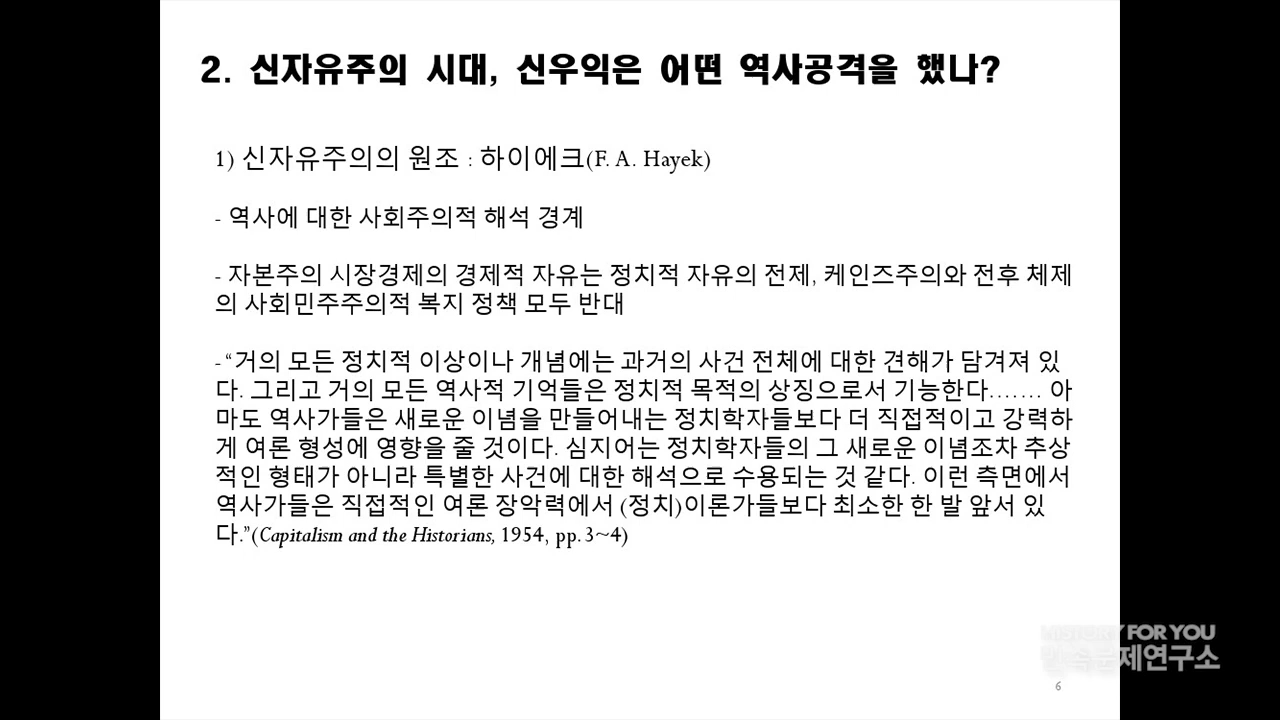 2. 신자유주의 시대, 신우익은 어떤 역사공격을 했나?
1) 신자유주의의 원조 : 하이에크(F. A. Hayek)
- 역사에 대한 사회주의적 해석 경계
- 자본주의 시장경제의 경제적 자유는 정치적 자유의 전제, 케인즈주의와 전후 체제
의 사회민주주의적 복지 정책 모두 반대
- “거의 모든 정치적 이상이나 개념에는 과거의 사건 전체에 대한 견해가 담겨져 있
다. 그리고 거의 모든 역사적 기억들은 정치적 목적의 상징으로서 기능한다……. 아
마도 역사가들은 새로운 이념을 만들어내는 정치학자들보다 더 직접적이고 강력하
게 여론 형성에 영향을 줄 것이다. 심지어는 정치학자들의 그 새로운 이념조차 추상
적인 형태가 아니라 특별한 사건에 대한 해석으로 수용되는 것 같다. 이런 측면에서
역사가들은 직접적인 여론 장악력에서 (정치)이론가들보다 최소한 한 발 앞서 있
다.”(Capitalism and the Historians, 1954, pp. 3~4)
FOR YOU
제연구소
6